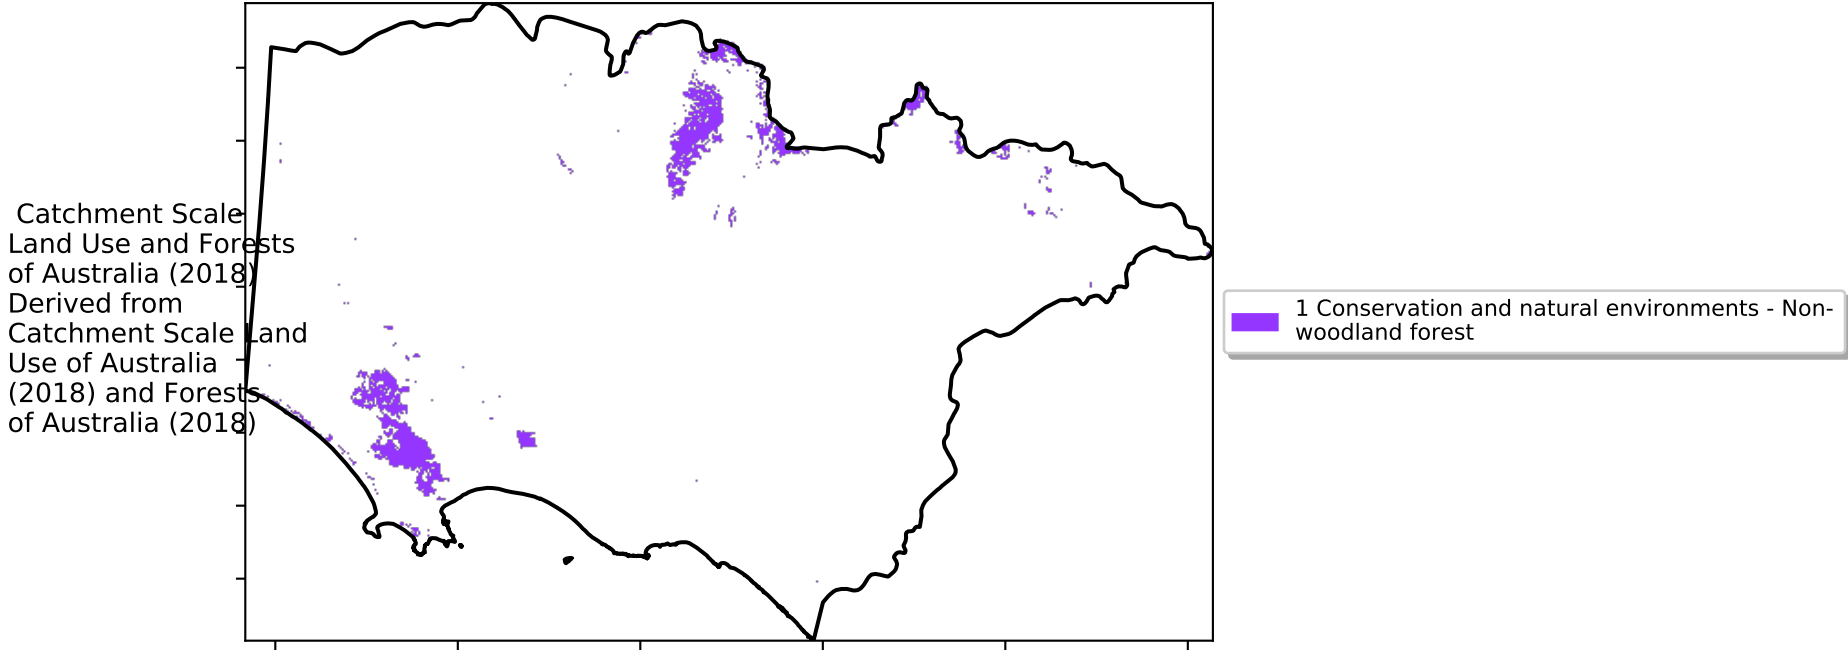 Catchment Scale
Land Use and Forests
of Australia (2018)
Derived from
Catchment Scale Land
Use of Australia
(2018) and Forests
of Australia (2018)
1 Conservation and natural environments - Non-
woodland forest